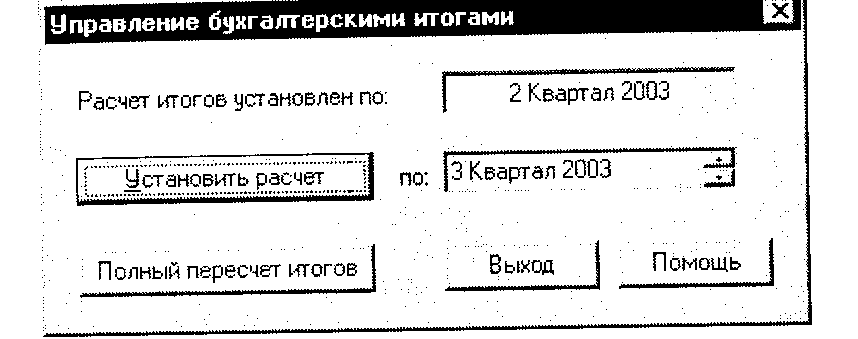 Управление бухгалтерскими итогами
Расчет итогов установлен по: 2 Квартал 2003
Установить расчет по: 3 Квартал 2003
Полный пересчет итогов Выход Помощь